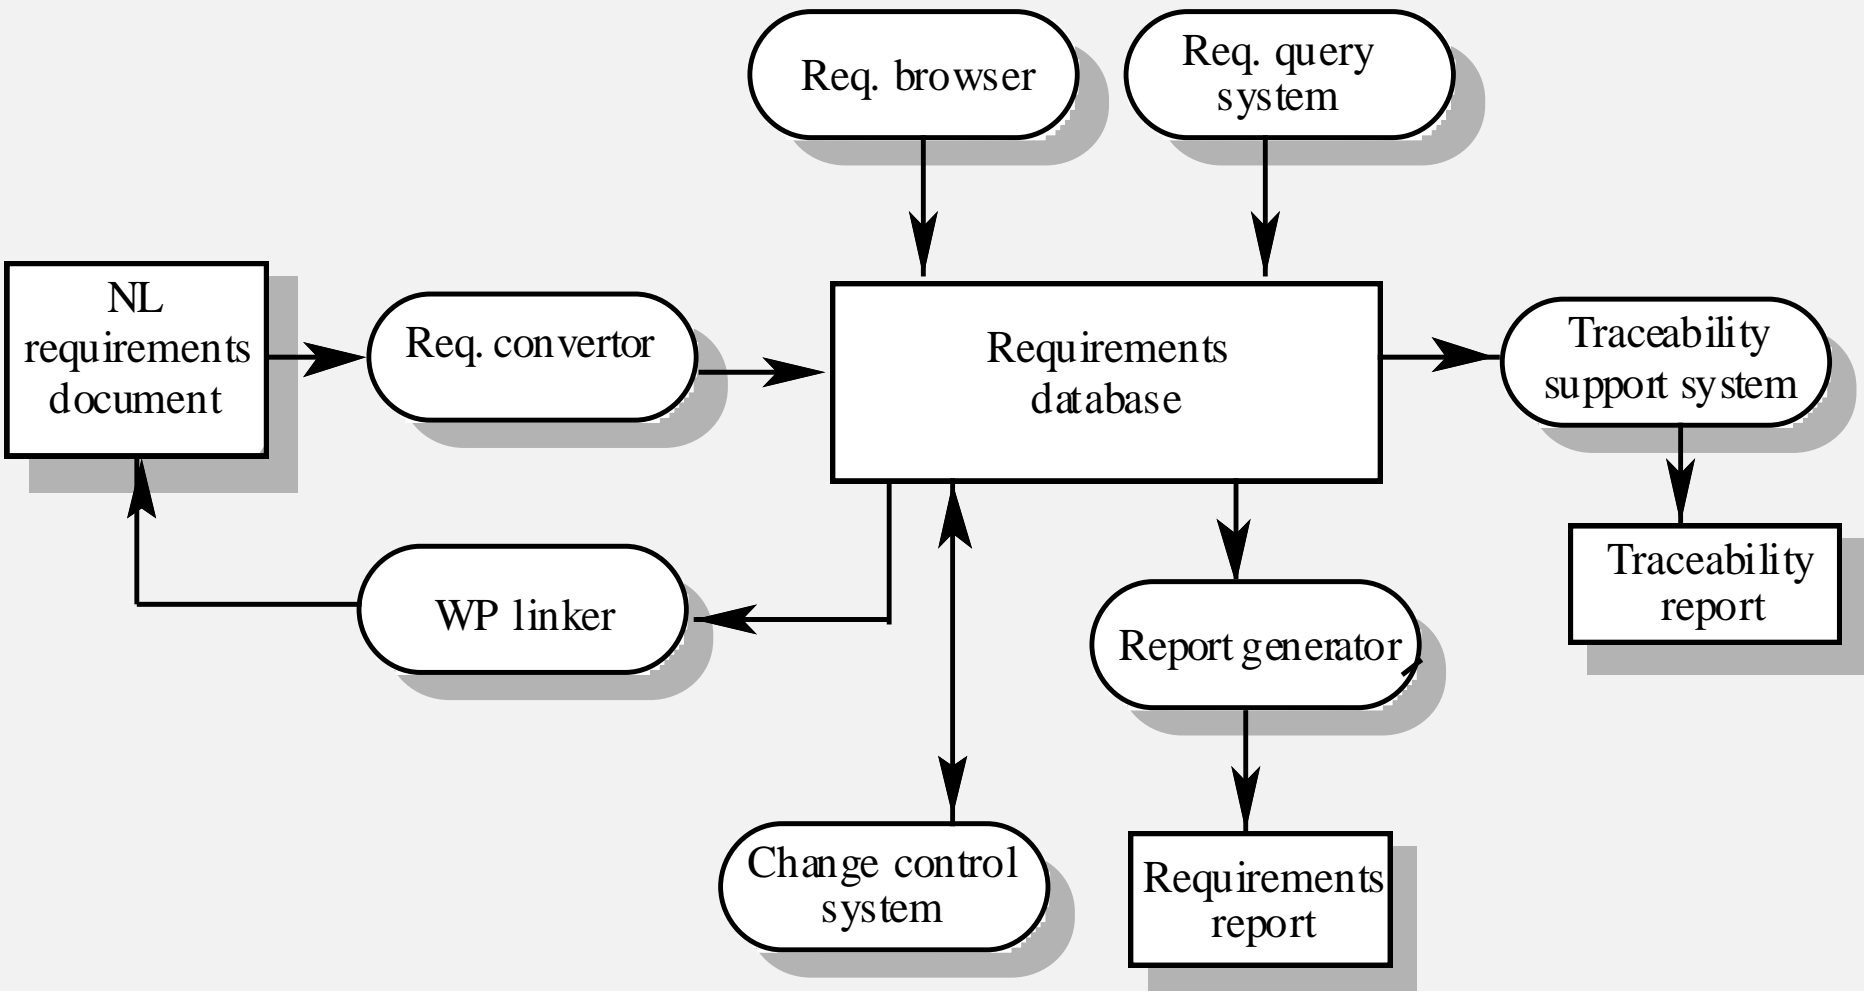 Req. browser
Req. query
system
NL
requirements
document
Req. convertor
Requirements
database
Traceability
support system
Traceability
report
WP linker
Report generator
Change control
system
Requirements
report